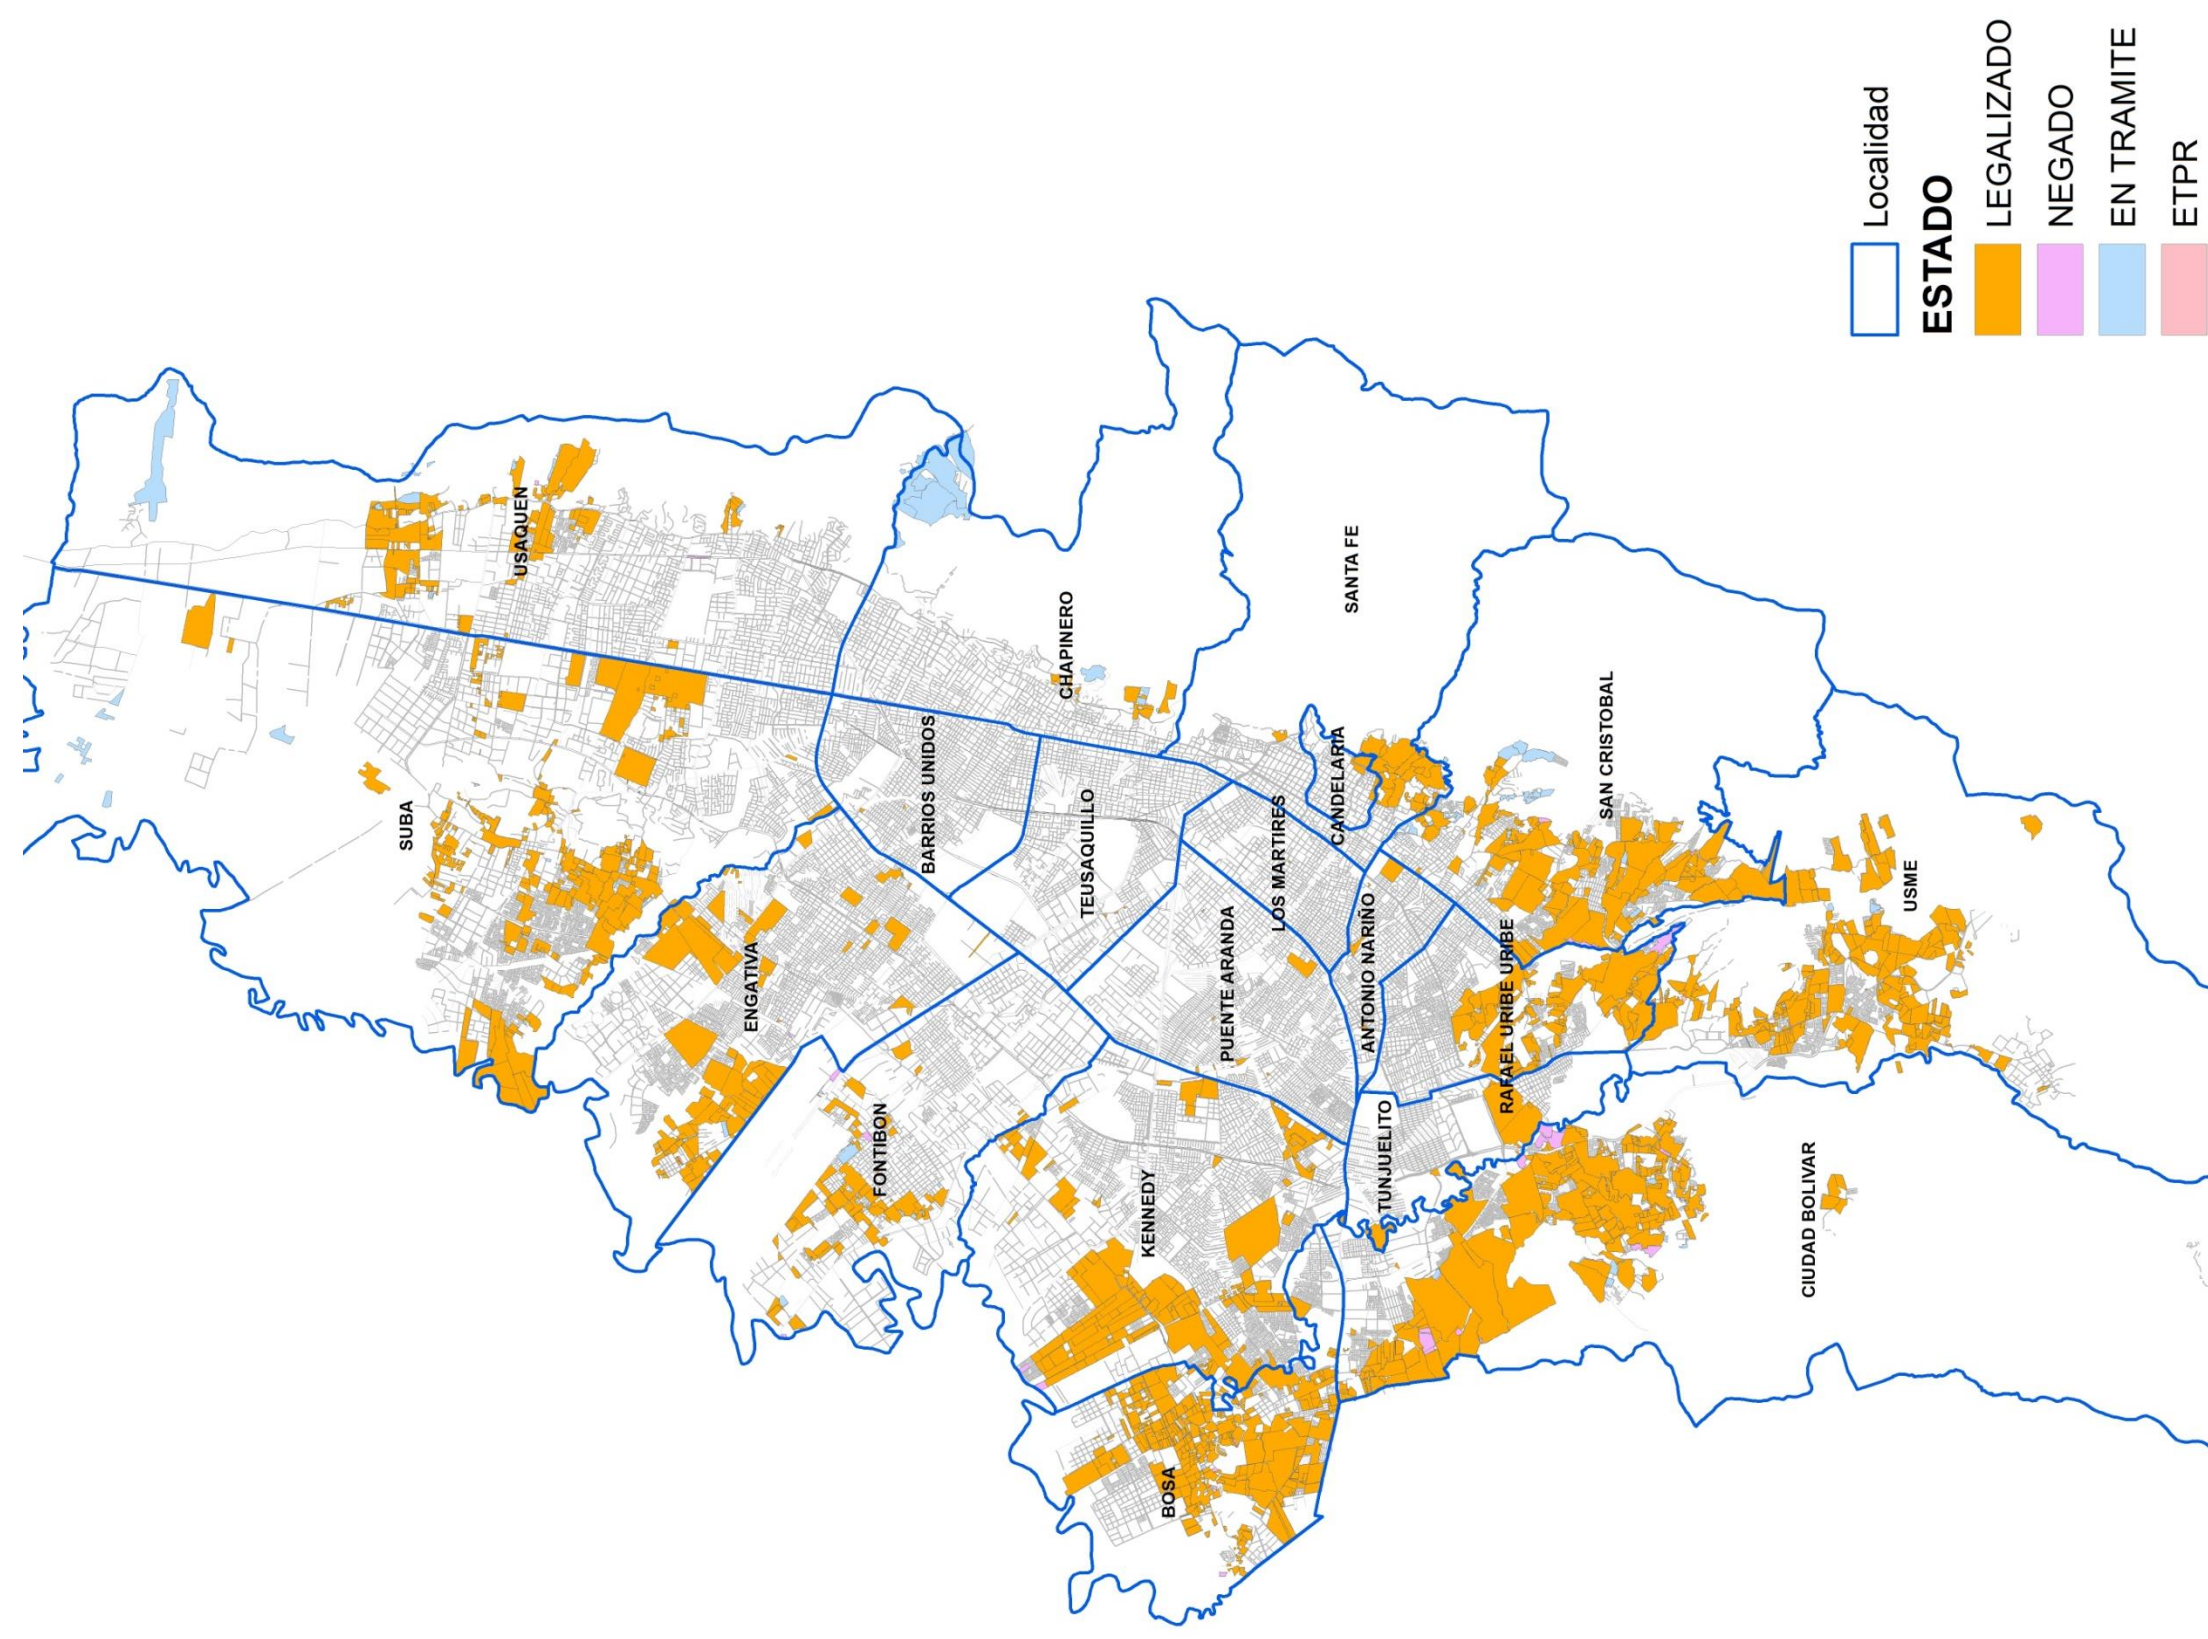 Localidad
ESTADO
LEGALIZADO
NEGADO
EN TRAMITE
ETPR
USAQUEN
SUBA
CHAPINERO
SANTA FE
BARRIOS UNIDOS
TEUSAQUILLO
ENGATIVA
CANDELARIA
LOS MARTIRES
SAN CRISTOBAL
PUENTE ARANDA
ANTONIO NARIÑO
RAFAEL URIBE URIBE
USME
FONTIBON
KENNEDY
TUNJUELITO
CIUDAD BOLIVAR
BOSA